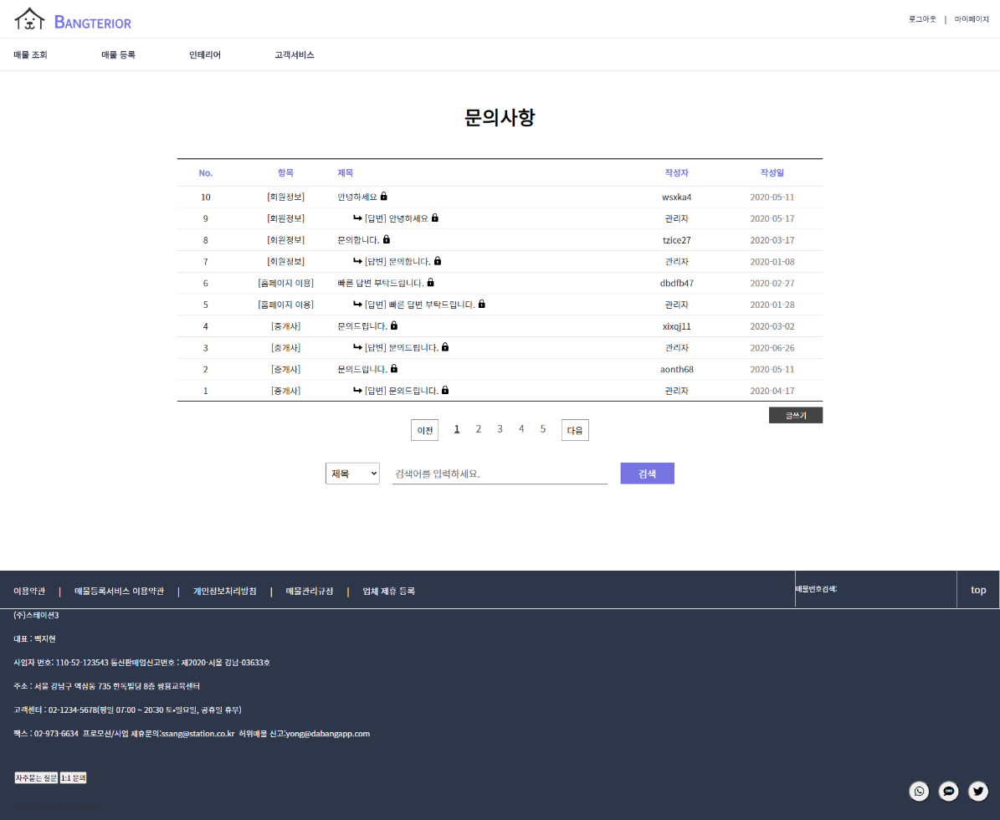 BANGTERIOR
로그아웃 | 마이페이지
매물 조회 매물 등록 인테리어 고객서비스
문의사항
No. 항목 제목 작성자 작성일
10 [회원정보] 안녕하세요 wsxka4 2020-05-11
9 [회원정보] [답변] 안녕하세요 관리자 2020-05-17
8 [회원정보] 문의합니다. tzice27 2020-03-17
7 [회원정보] [답변] 문의합니다. 관리자 2020-01-08
6 [홈페이지 이용] 빠른 답변 부탁드립니다. dbdfb47 2020-02-27
5 [홈페이지 이용] [답변] 빠른 답변 부탁드립니다. 관리자 2020-01-28
4 [중개사] 문의드립니다. xixqj11 2020-03-02
3 [중개사] [답변] 문의드립니다. 관리자 2020-06-26
2 [중개사] 문의드립니다. aonth68 2020-05-11
1 [중개사] [답변] 문의드립니다. 관리자 2020-04-17
글쓰기
이전 1 2 3 4 5 다음
제목 검색어를 입력하세요. 검색
이용약관 | 매물등록서비스 이용약관 | 개인정보처리방침 | 매물관리규정 | 업체 제휴 등록 매물번호검색: top
(주)스테이션3
대표 : 백지현
사업자 번호: 110-52-123543 통신판매업신고번호 : 제2020-서울 강남-03633호
주소 : 서울 강남구 역삼동 735 한독빌딩 8층 쌍용교육센터
고객센터 : 02-1234-5678(평일 07:00 ~ 20:30 토•일요일, 공휴일 휴무)
팩스 : 02-973-6634 프로모션/사업 제휴문의:ssang@station.co.kr 허위매물 신고:yong@dabangapp.com
자주묻는 질문 1:1 문의
SMS